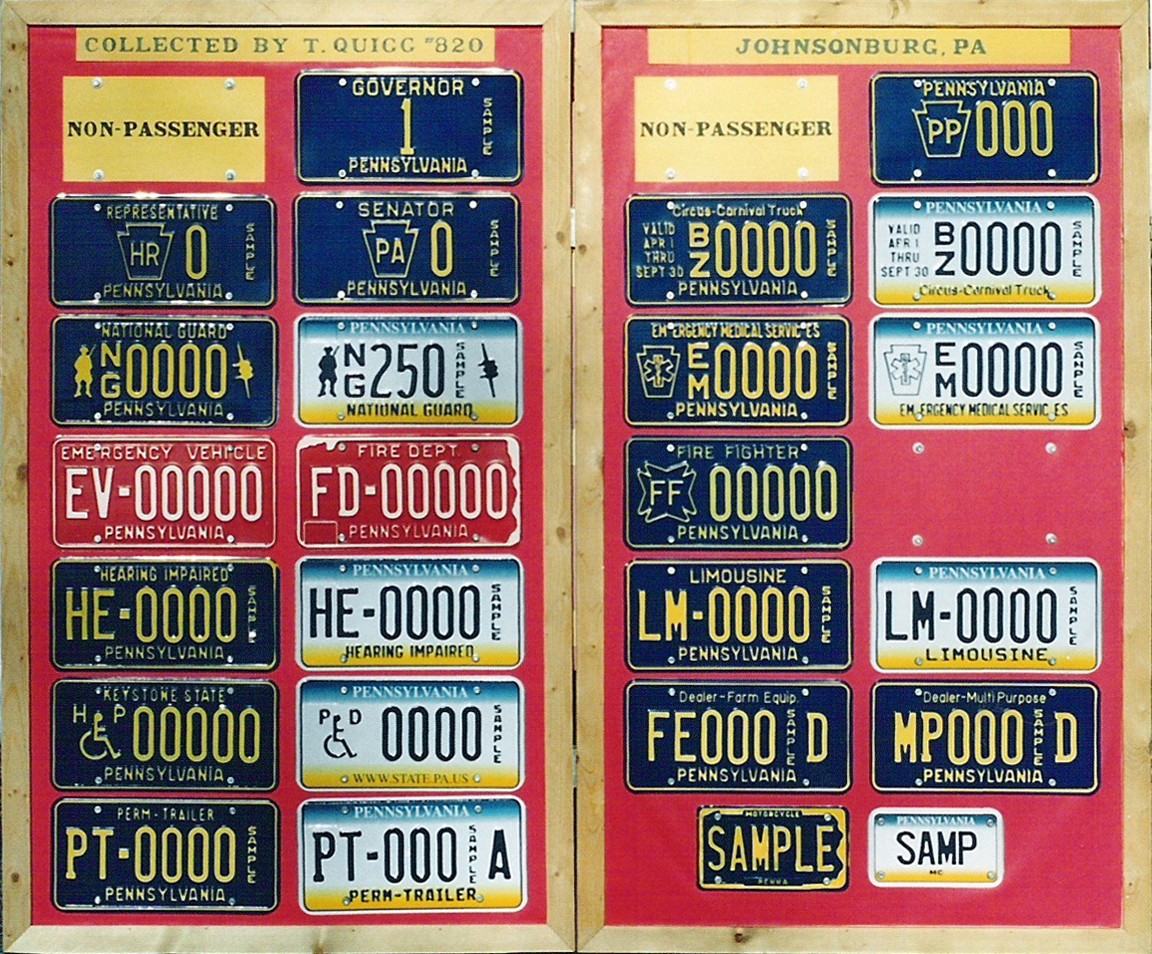 COLLECTED BY T. QUIGG #820
NON-PASSENGER
GOVERNOR
1
SAMPLE
PENNSYLVANIA
REPRESENTATIVE
HR 0
SAMPLE
PENNSYLVANIA
SENATOR
PA 0
SAMPLE
PENNSYLVANIA
NATIONAL GUARD
NG0000
PENNSYLVANIA
PENNSYLVANIA
NG250
SAMPLE
NATIONAL GUARD
EMERGENCY VEHICLE
EV-00000
PENNSYLVANIA
FIRE DEPT.
FD-00000
PENNSYLVANIA
HEARING IMPAIRED
HE-0000
SAMPLE
PENNSYLVANIA
PENNSYLVANIA
HE-0000
SAMPLE
HEARING IMPAIRED
KEYSTONE STATE
H P 00000
PENNSYLVANIA
PENNSYLVANIA
P D 0000
SAMPLE
WWW.STATE.PA.US
PERM-TRAILER
PT-0000
SAMPLE
PENNSYLVANIA
PENNSYLVANIA
PT-000 A
SAMPLE
PERM-TRAILER
JOHNSONBURG, PA
NON-PASSENGER
PENNSYLVANIA
PP 000
Circus-Carnival Truck
VALID
APR 1
THRU
SEPT 30
BZ0000
SAMPLE
PENNSYLVANIA
PENNSYLVANIA
VALID
APR 1
THRU
SEPT 30
BZ0000
SAMPLE
Circus-Carnival Truck
EMERGENCY MEDICAL SERVICES
EM0000
SAMPLE
PENNSYLVANIA
PENNSYLVANIA
EM0000
SAMPLE
EMERGENCY MEDICAL SERVICES
FIRE FIGHTER
FF 00000
PENNSYLVANIA
LIMOUSINE
LM-0000
SAMPLE
PENNSYLVANIA
PENNSYLVANIA
LM-0000
SAMPLE
LIMOUSINE
Dealer-Farm Equip.
FE000 D
SAMPLE
PENNSYLVANIA
Dealer-Multi Purpose
MP000 D
SAMPLE
PENNSYLVANIA
MOTORCYCLE
SAMPLE
PENNA
PENNSYLVANIA
SAMP
MC